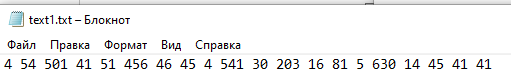 text1.txt – Блокнот
Файл Правка Формат Вид Справка
4 54 501 41 51 456 46 45 4 541 30 203 16 81 5 630 14 45 41 41